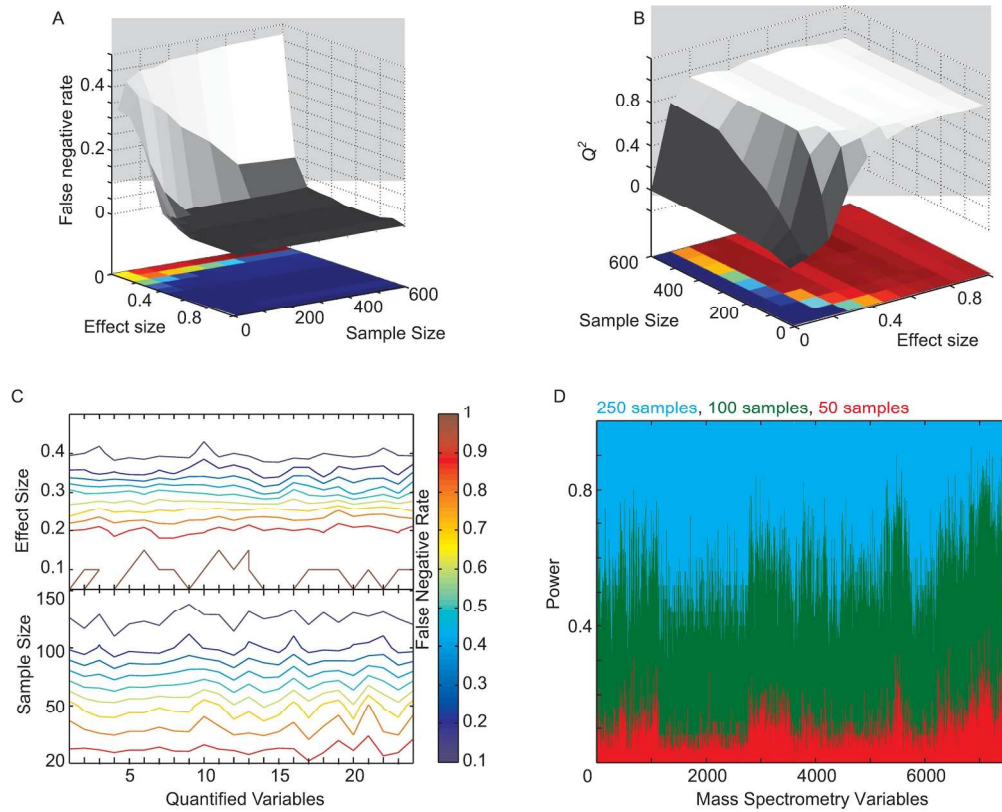 A
False negative rate
0.4
0.2
0
0
0.4
0.8
Effect size
0
200
400
600
Sample Size
B
Q²
0.8
0.4
0
600
400
200
0
Sample Size
0
0.4
0.8
Effect size
C
Effect Size
0.4
0.3
0.2
0.1
Sample Size
150
100
50
20
5
10
15
20
Quantified Variables
False Negative Rate
1
0.9
0.8
0.7
0.6
0.5
0.4
0.3
0.2
0.1
D
250 samples, 100 samples, 50 samples
Power
0.8
0.4
0
2000
4000
6000
Mass Spectrometry Variables